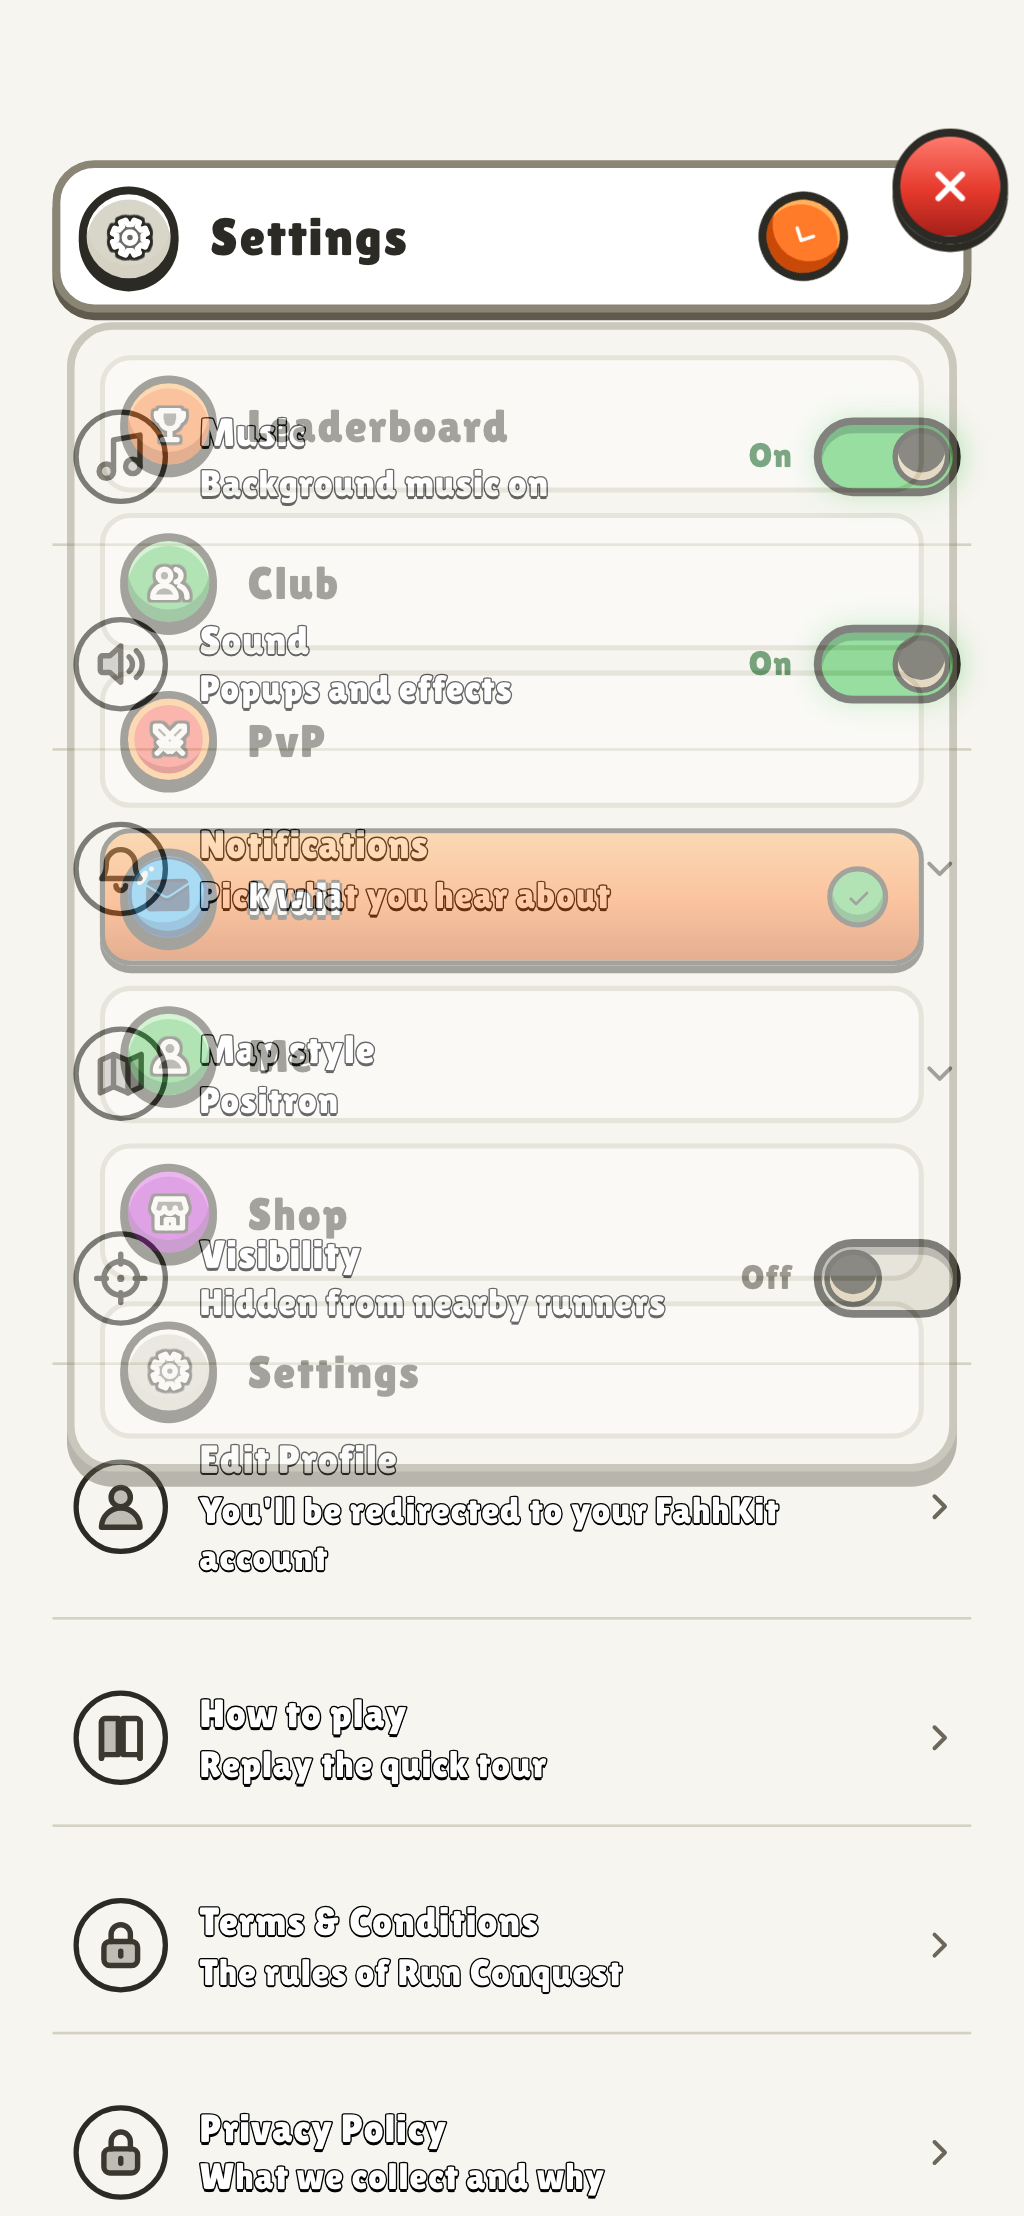 Settings
Leaderboard
Music
Background music on
On
Club
Sound
Popups and effects
On
PvP
Notifications
Pick what you hear about
Mail
Map style
Me
Positron
Shop
Visibility
Hidden from nearby runners
Off
Settings
Edit Profile
You'll be redirected to your FahhKit
account
How to play
Replay the quick tour
Terms & Conditions
The rules of Run Conquest
Privacy Policy
What we collect and why